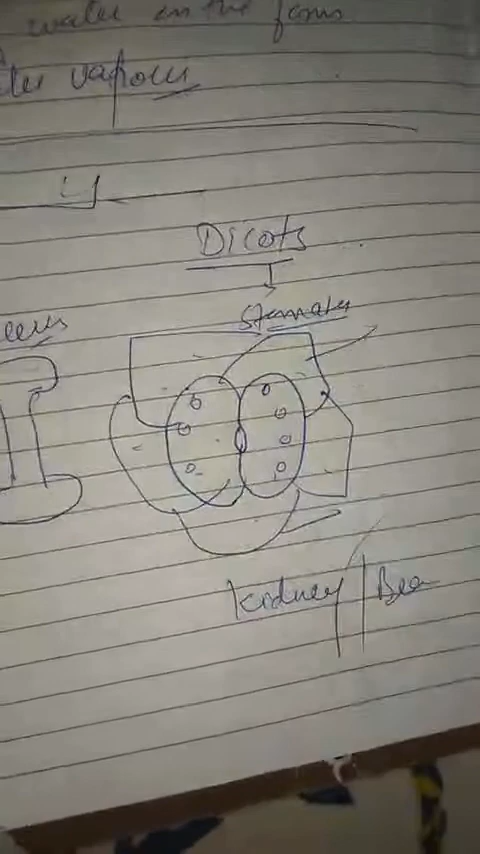 water in the form
vapour
Dicots
Stomata
Kidney / Bea